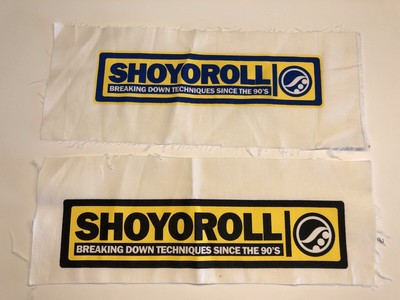 SHOYOROLL
BREAKING DOWN TECHNIQUES SINCE THE 90'S
SHOYOROLL
BREAKING DOWN TECHNIQUES SINCE THE 90'S